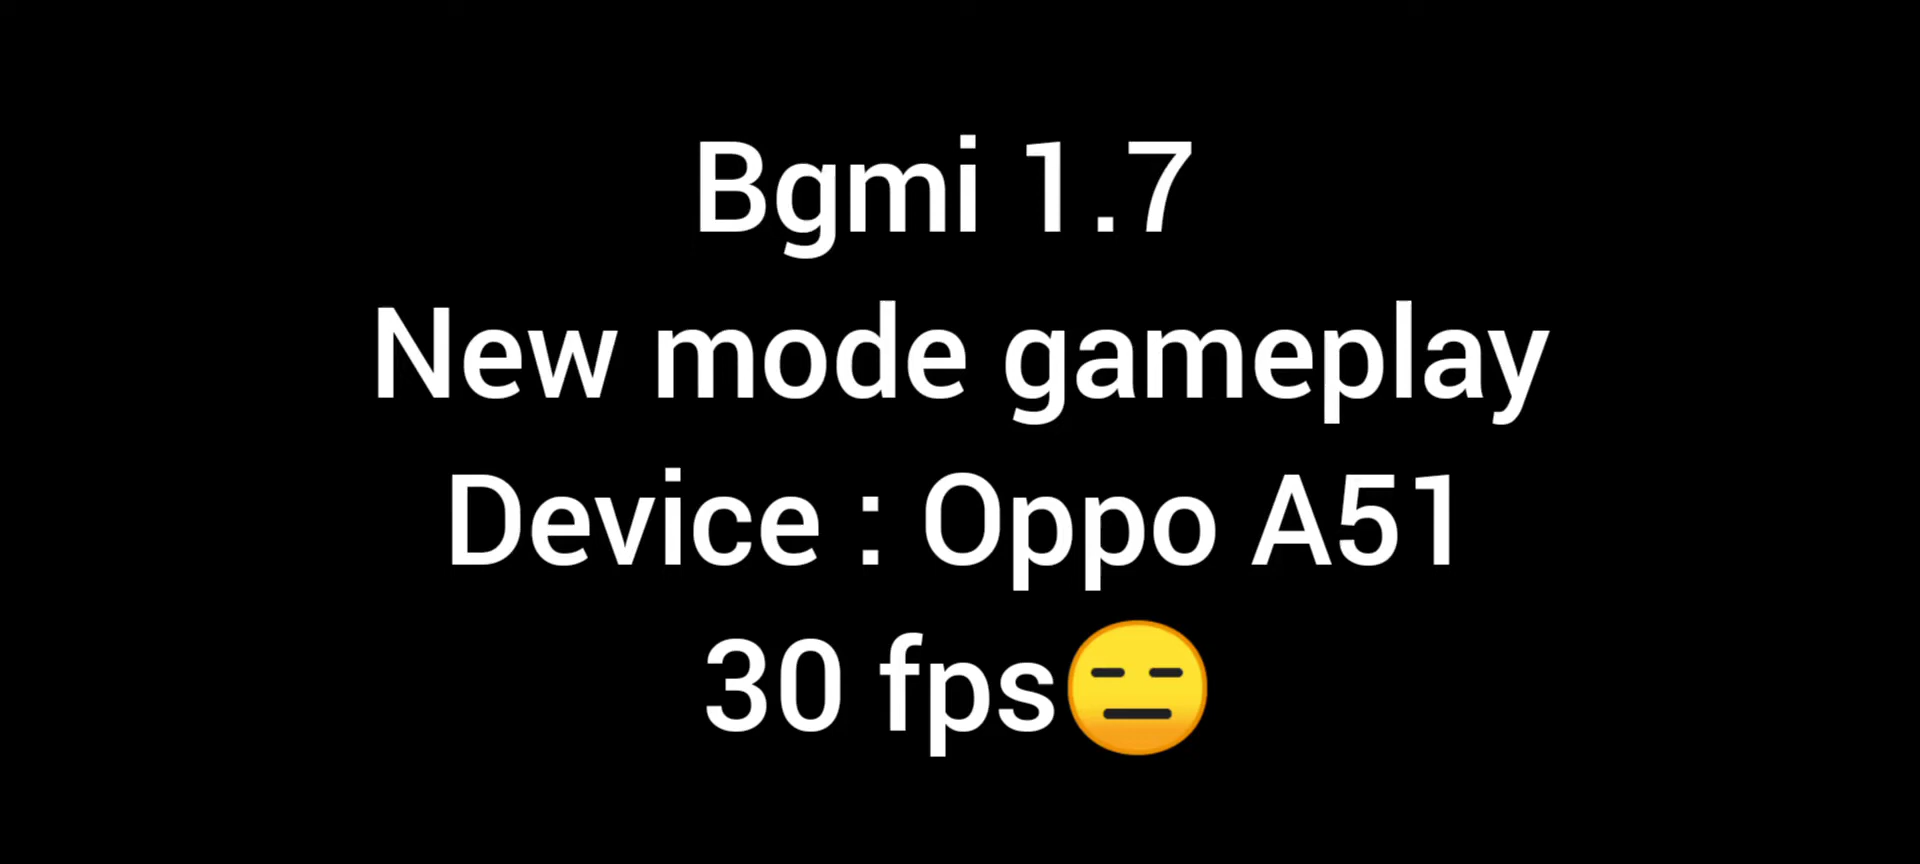 Bgmi 1.7
New mode gameplay
Device : Oppo A51
30 fps😑